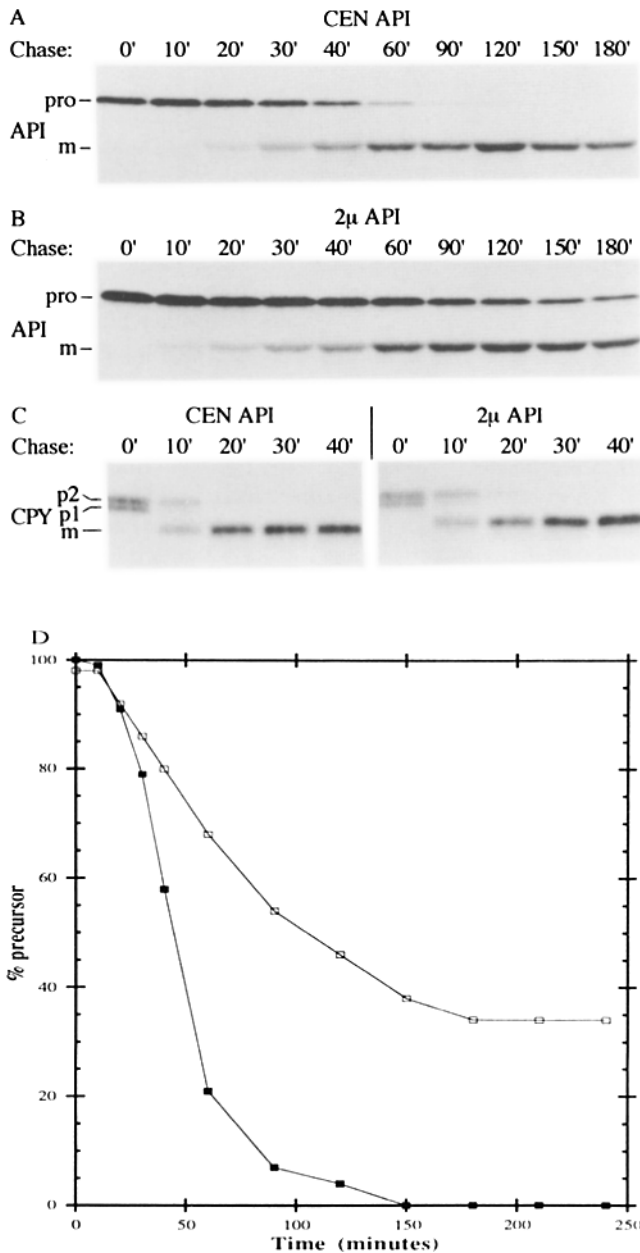 A
CEN API
Chase: 0' 10' 20' 30' 40' 60' 90' 120' 150' 180'
pro –
API
m –
B
2µ API
Chase: 0' 10' 20' 30' 40' 60' 90' 120' 150' 180'
pro –
API
m –
C
CEN API 2µ API
Chase: 0' 10' 20' 30' 40' 0' 10' 20' 30' 40'
p2
CPY p1
m
D
100
80
60
40
20
0
% precursor
0 50 100 150 200 250
Time (minutes)